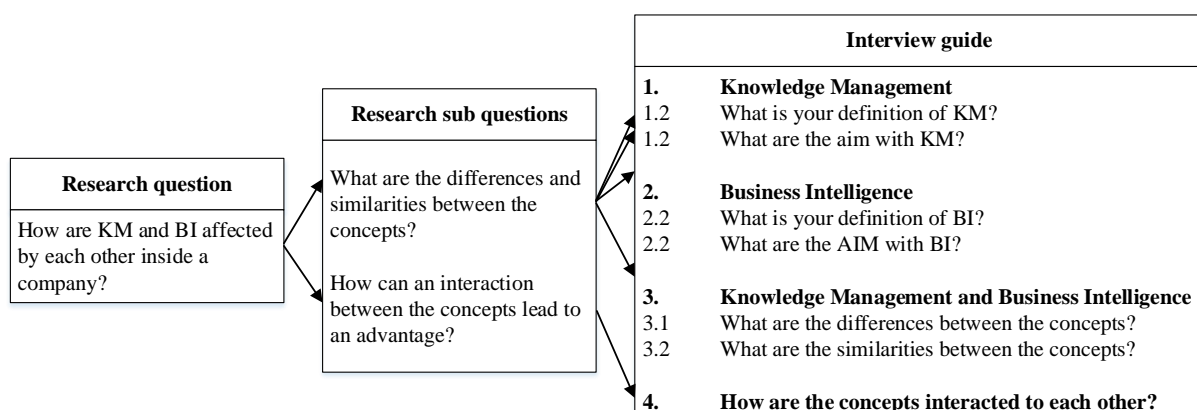 Research question
How are KM and BI affected
by each other inside a
company?
Research sub questions
What are the differences and
similarities between the
concepts?
How can an interaction
between the concepts lead to
an advantage?
Interview guide
1. Knowledge Management
1.2 What is your definition of KM?
1.2 What are the aim with KM?
2. Business Intelligence
2.2 What is your definition of BI?
2.2 What are the AIM with BI?
3. Knowledge Management and Business Intelligence
3.1 What are the differences between the concepts?
3.2 What are the similarities between the concepts?
4. How are the concepts interacted to each other?